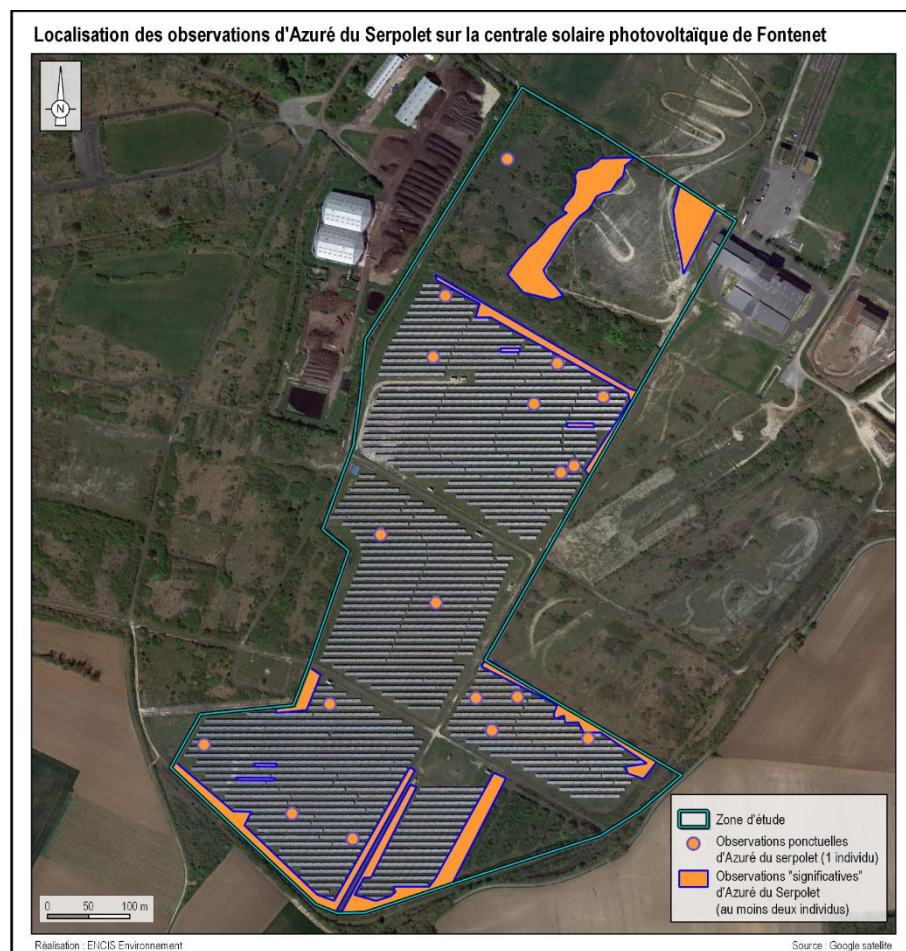 Localisation des observations d'Azuré du Serpolet sur la centrale solaire photovoltaïque de Fontenet
N
Zone d'étude
Observations ponctuelles
d'Azuré du serpolet (1 individu)
Observations "significatives"
d'Azuré du Serpolet
(au moins deux individus)
0 50 100 m
Réalisation : ENCIS Environnement
Source : Google satellite